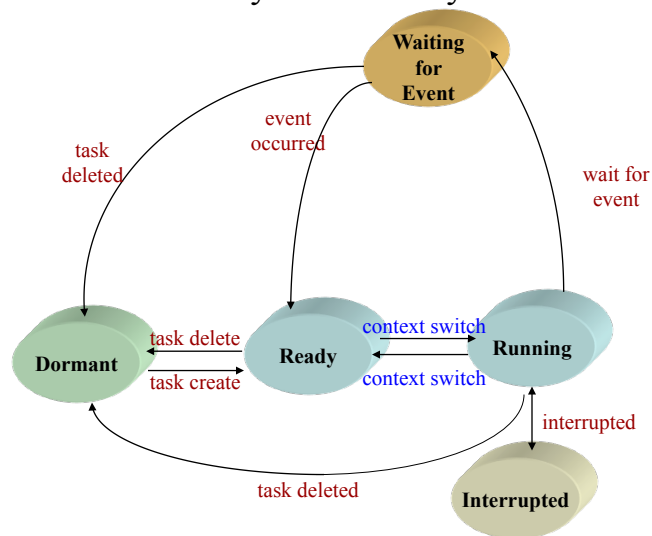 Waiting
for
Event
event
occurred
task
deleted
wait for
event
context switch
task delete
Ready
Running
Dormant
task create
context switch
interrupted
task deleted
Interrupted